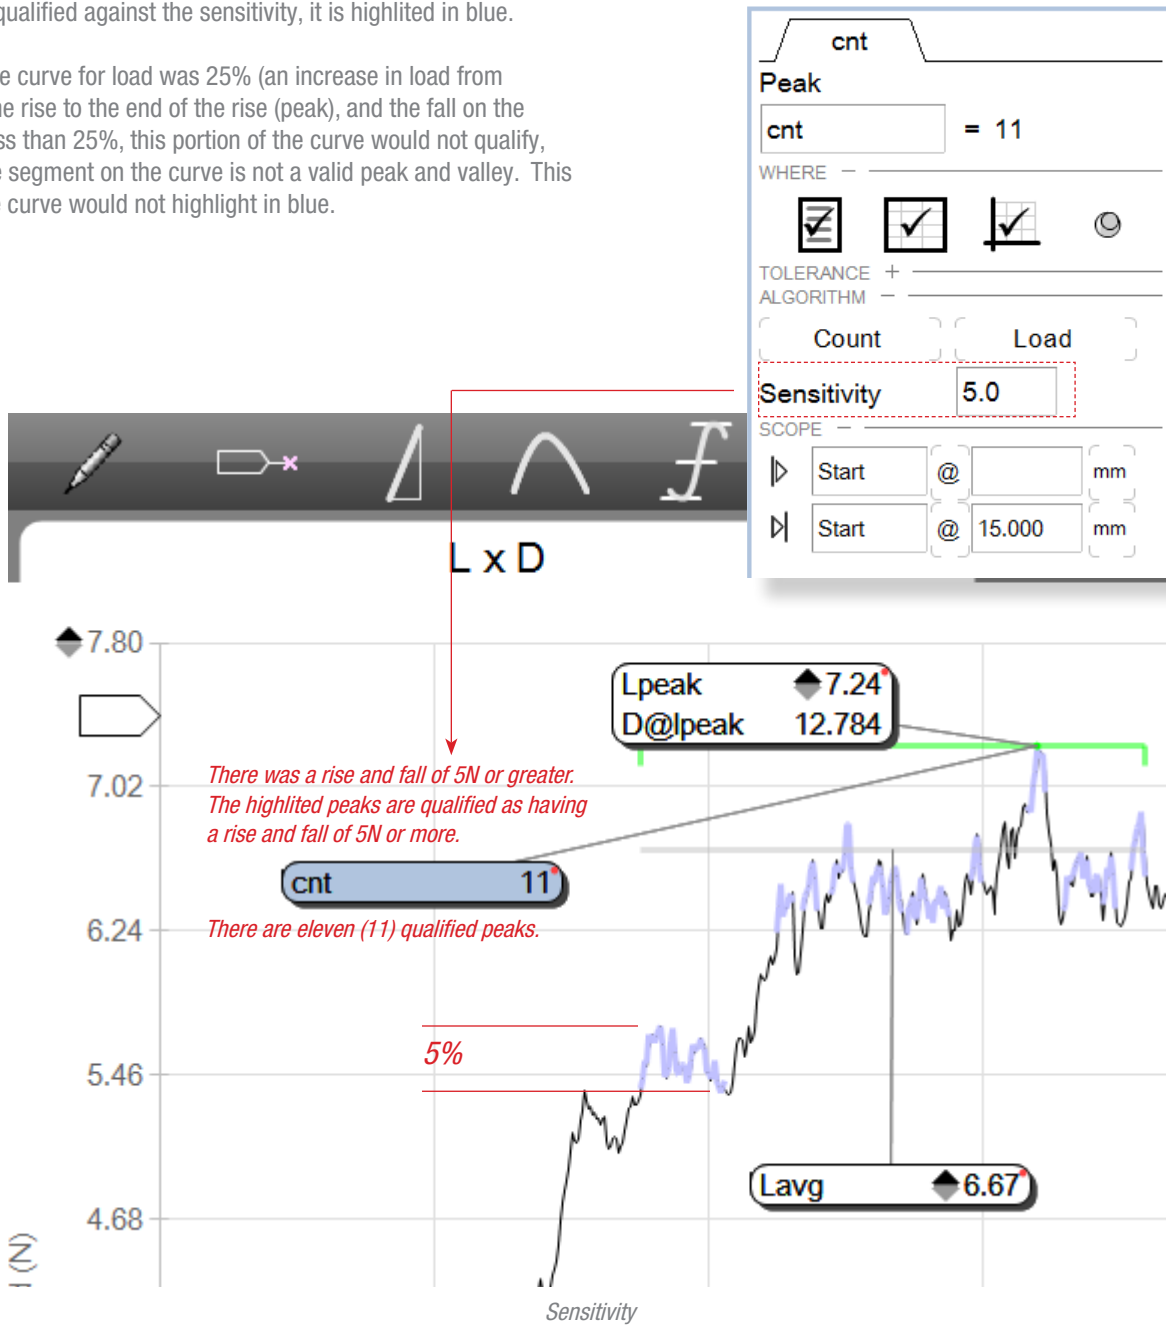 qualified against the sensitivity, it is highlited in blue.
e curve for load was 25% (an increase in load from
ne rise to the end of the rise (peak), and the fall on the
ss than 25%, this portion of the curve would not qualify,
e segment on the curve is not a valid peak and valley. This
e curve would not highlight in blue.
cnt
Peak
cnt = 11
WHERE
TOLERANCE +
ALGORITHM
Count Load
Sensitivity 5.0
SCOPE
Start @ mm
Start @ 15.000 mm
L x D
7.80
Lpeak 7.24
D@lpeak 12.784
There was a rise and fall of 5N or greater.
7.02
The highlited peaks are qualified as having
a rise and fall of 5N or more.
cnt 11
6.24
There are eleven (11) qualified peaks.
5%
5.46
Lavg 6.67
4.68
(N)
Sensitivity